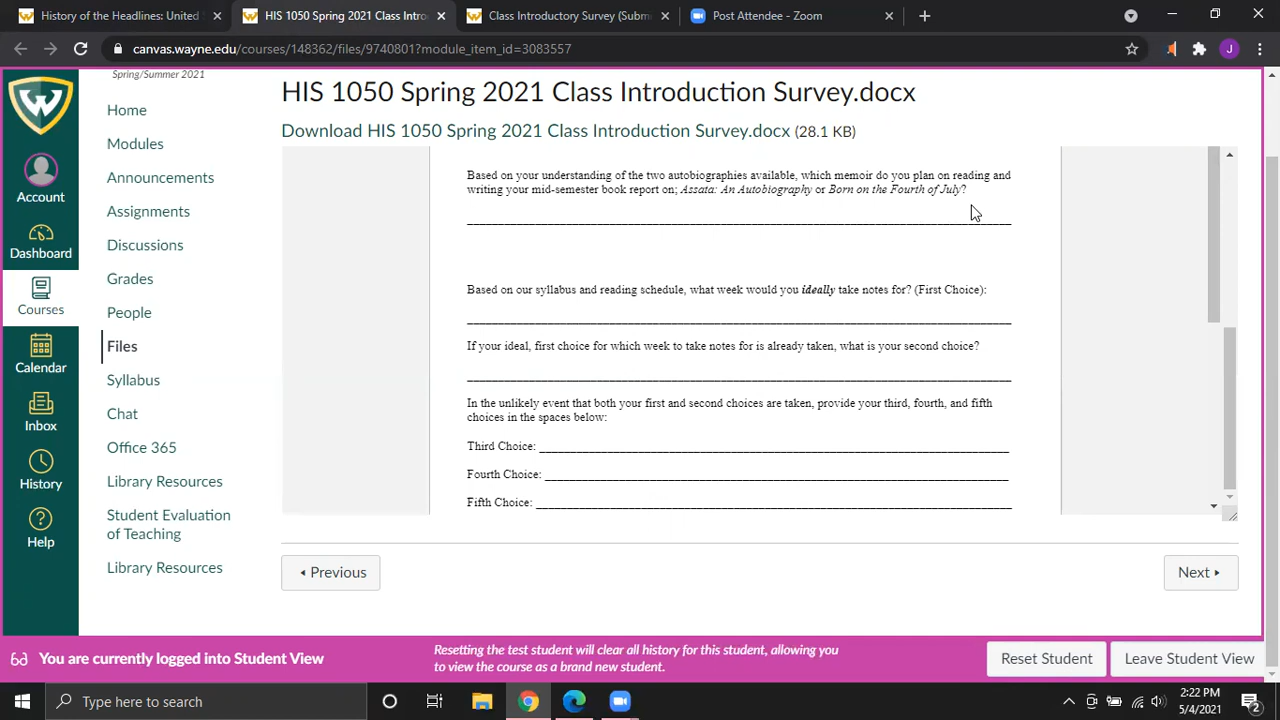 History of the Headlines: United
HIS 1050 Spring 2021 Class Intro
Class Introductory Survey (Subm
Post Attendee - Zoom
canvas.wayne.edu/courses/148362/files/9740801?module_item_id=3083557
J
W
Account
Dashboard
Courses
Calendar
Inbox
History
Help
Spring/Summer 2021
Home
Modules
Announcements
Assignments
Discussions
Grades
People
Files
Syllabus
Chat
Office 365
Library Resources
Student Evaluation
of Teaching
Library Resources
HIS 1050 Spring 2021 Class Introduction Survey.docx
Download HIS 1050 Spring 2021 Class Introduction Survey.docx (28.1 KB)
Based on your understanding of the two autobiographies available, which memoir do you plan on reading and
writing your mid-semester book report on; Assata: An Autobiography or Born on the Fourth of July?
Based on our syllabus and reading schedule, what week would you ideally take notes for? (First Choice):
If your ideal, first choice for which week to take notes for is already taken, what is your second choice?
In the unlikely event that both your first and second choices are taken, provide your third, fourth, and fifth
choices in the spaces below:
Third Choice:
Fourth Choice:
Fifth Choice:
Previous
Next
You are currently logged into Student View
Resetting the test student will clear all history for this student, allowing you
to view the course as a brand new student.
Reset Student
Leave Student View
Type here to search
2:22 PM
5/4/2021
2